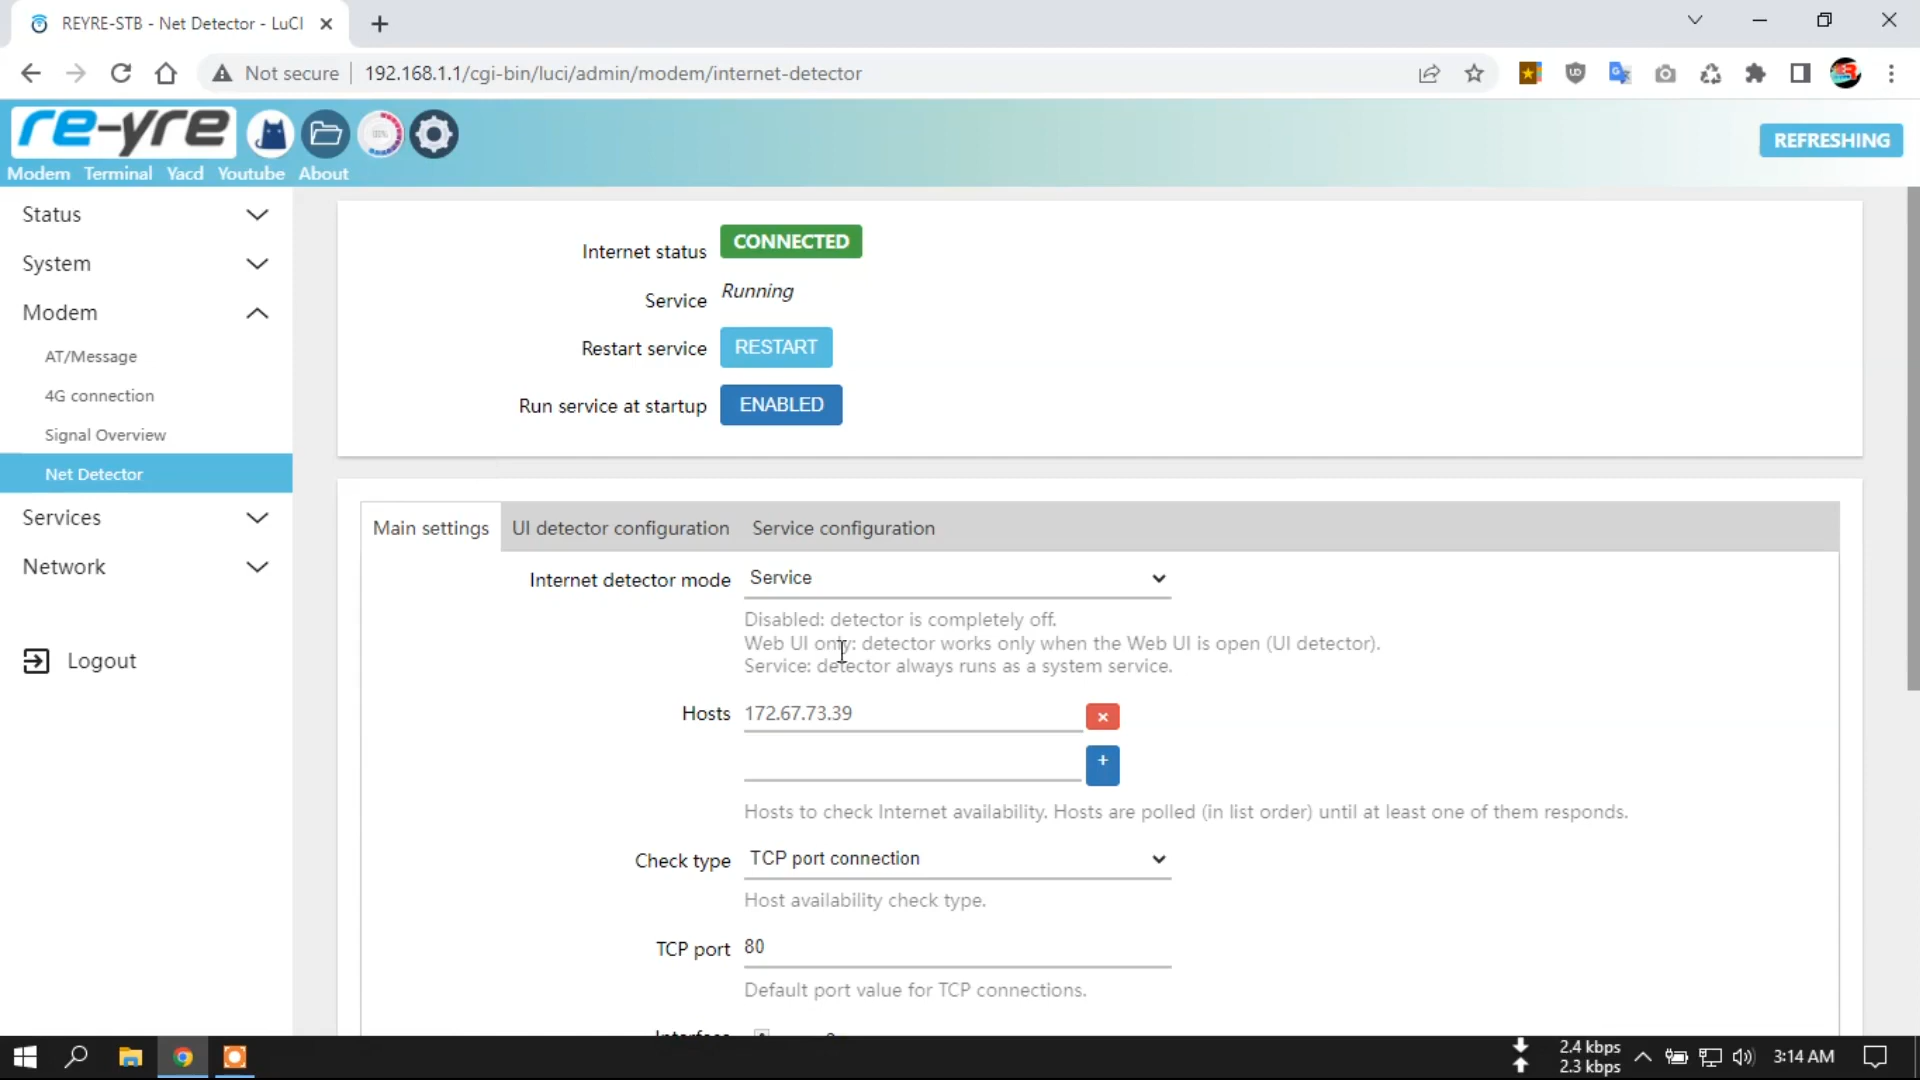 REYRE-STB - Net Detector - LuCI
Not secure
192.168.1.1/cgi-bin/luci/admin/modem/internet-detector
re-yre
100%
REFRESHING
Modem Terminal Yacd Youtube About
Status
System
Modem
AT/Message
4G connection
Signal Overview
Net Detector
Services
Network
Logout
Internet status CONNECTED
Service Running
Restart service RESTART
Run service at startup ENABLED
Main settings UI detector configuration Service configuration
Internet detector mode Service
Disabled: detector is completely off.
Web UI only: detector works only when the Web UI is open (UI detector).
Service: detector always runs as a system service.
Hosts 172.67.73.39
×
+
Hosts to check Internet availability. Hosts are polled (in list order) until at least one of them responds.
Check type TCP port connection
Host availability check type.
TCP port 80
Default port value for TCP connections.
Interface
2.4 kbps
2.3 kbps
3:14 AM